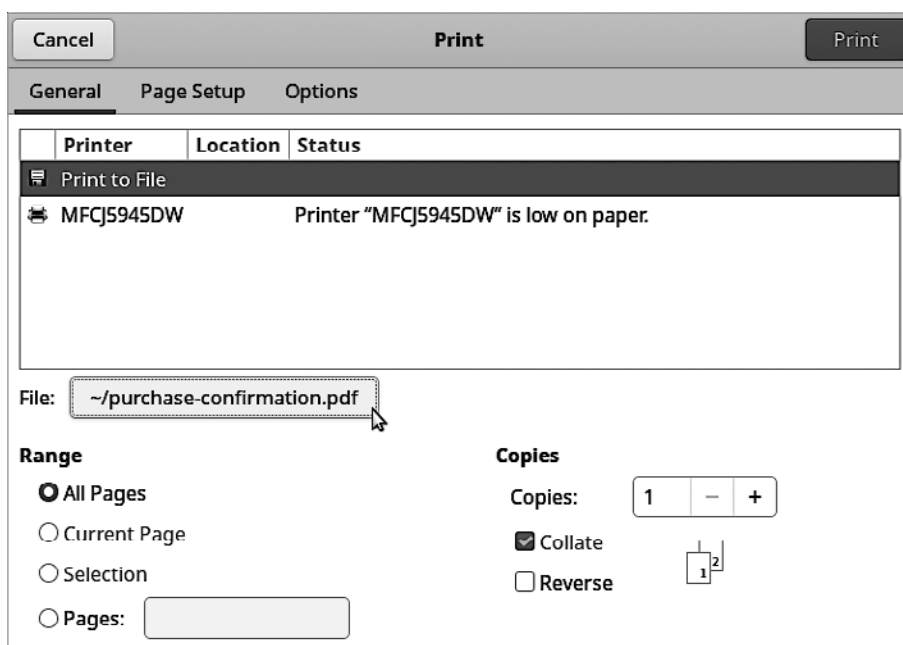 Cancel Print Print
General Page Setup Options
Printer Location Status
Print to File
MFCJ5945DW Printer “MFCJ5945DW“ is low on paper.
File: ~/purchase-confirmation.pdf
Range Copies
All Pages Copies: 1 − +
Current Page Collate
Selection Reverse
1 2
Pages: